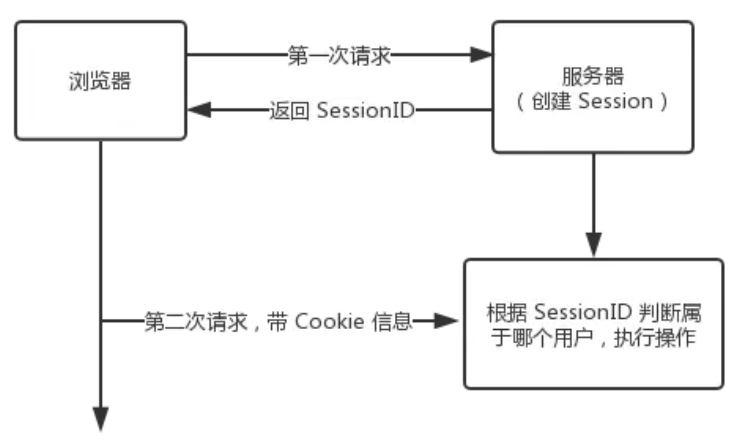 浏览器
第一次请求
服务器
（ 创建 Session ）
返回 SessionID
第二次请求，带 Cookie 信息
根据 SessionID 判断属
于哪个用户，执行操作